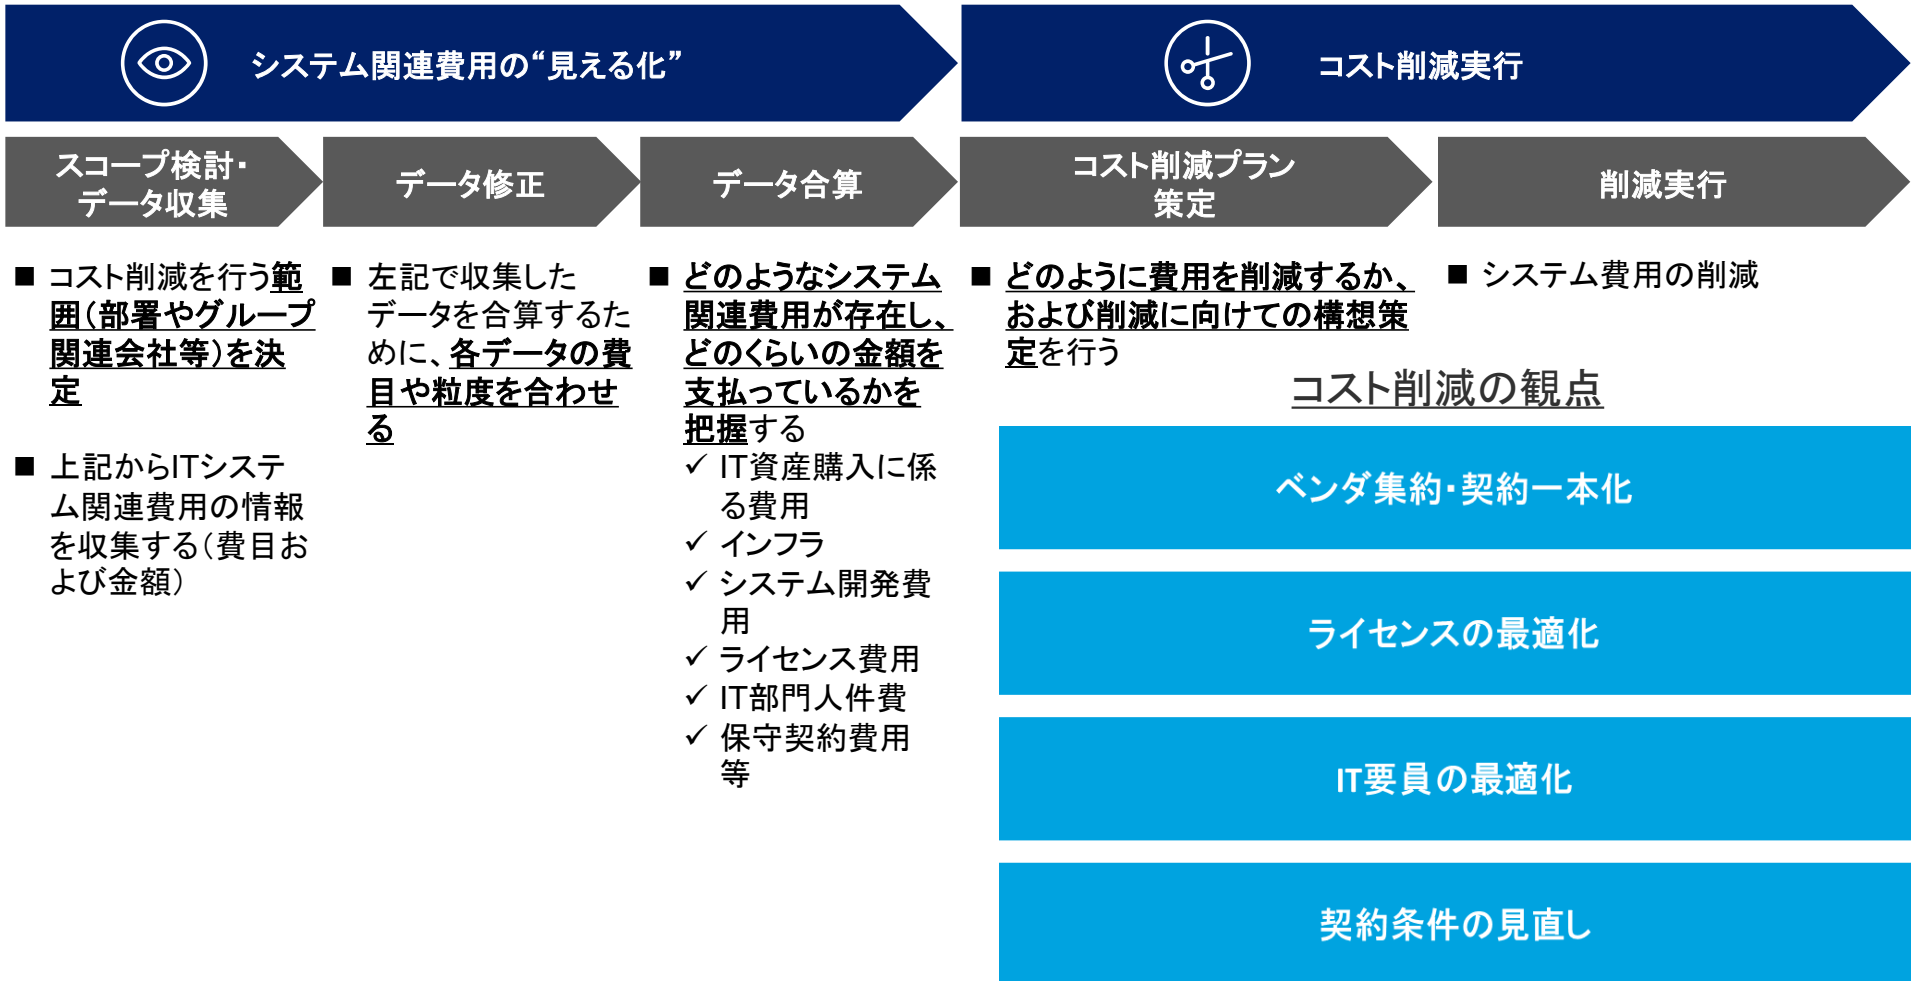 システム関連費用の“見える化”
コスト削減実行
スコープ検討・
データ収集
データ修正
データ合算
コスト削減プラン
策定
削減実行
■ コスト削減を行う範
囲（部署やグループ
関連会社等）を決
定
■ 上記からITシステ
ム関連費用の情報
を収集する（費目お
よび金額）
■ 左記で収集した
データを合算するた
めに、各データの費
目や粒度を合わせ
る
■ どのようなシステム
関連費用が存在し、
どのくらいの金額を
支払っているかを
把握する
✓ IT資産購入に係
る費用
✓ インフラ
✓ システム開発費
用
✓ ライセンス費用
✓ IT部門人件費
✓ 保守契約費用
等
■ どのように費用を削減するか、
および削減に向けての構想策
定を行う
■ システム費用の削減
コスト削減の観点
ベンダ集約・契約一本化
ライセンスの最適化
IT要員の最適化
契約条件の見直し